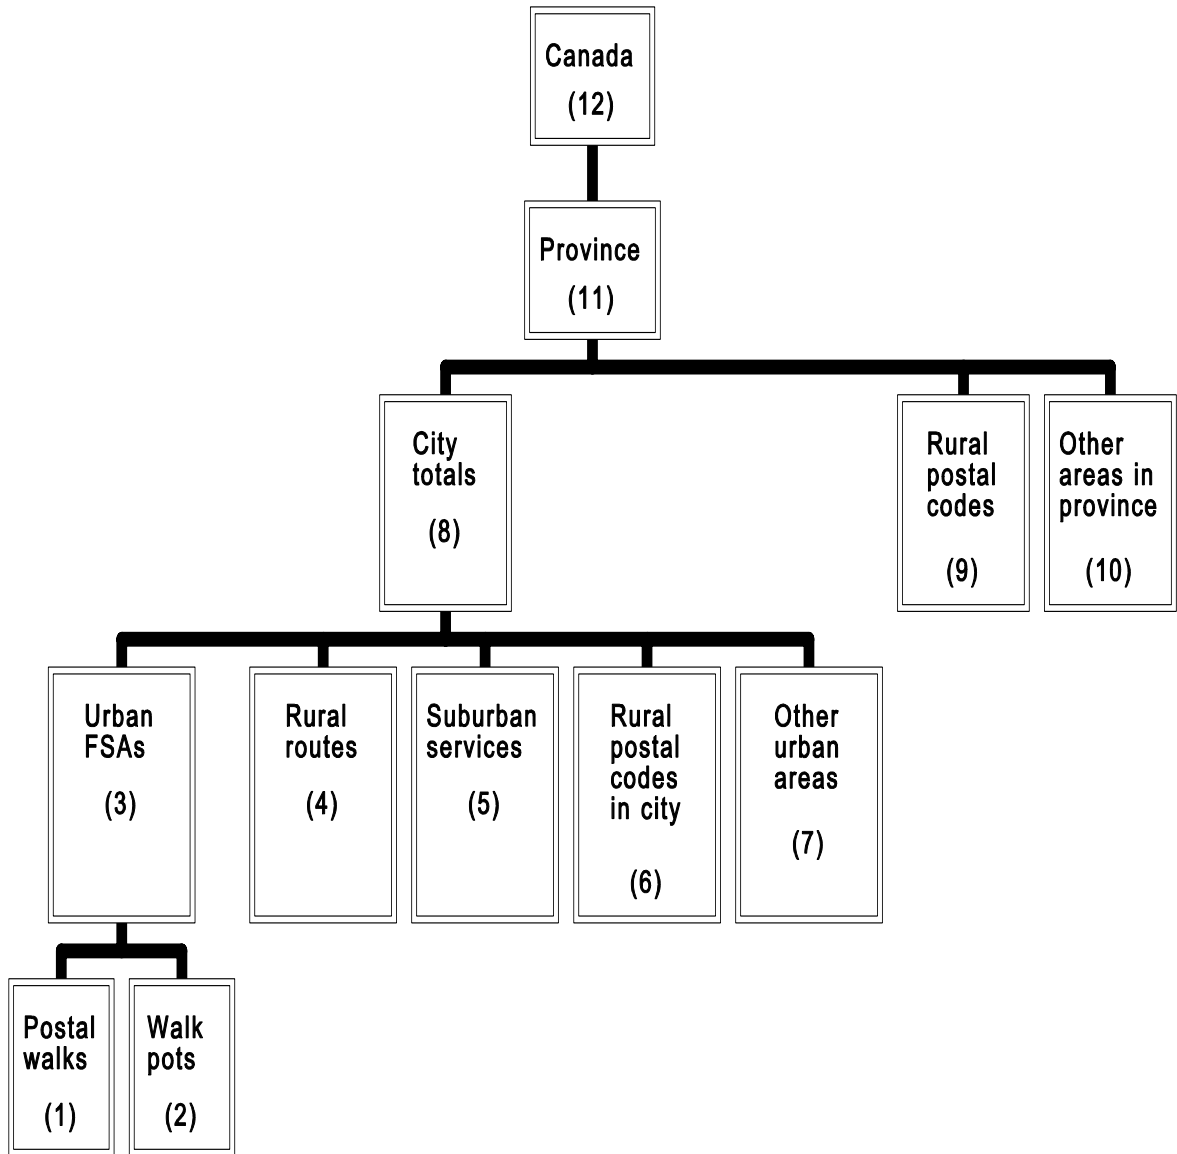 Canada
(12)
Province
(11)
City
totals
(8)
Rural
postal
codes
(9)
Other
areas in
province
(10)
Urban
FSAs
(3)
Rural
routes
(4)
Suburban
services
(5)
Rural
postal
codes
in city
(6)
Other
urban
areas
(7)
Postal
walks
(1)
Walk
pots
(2)